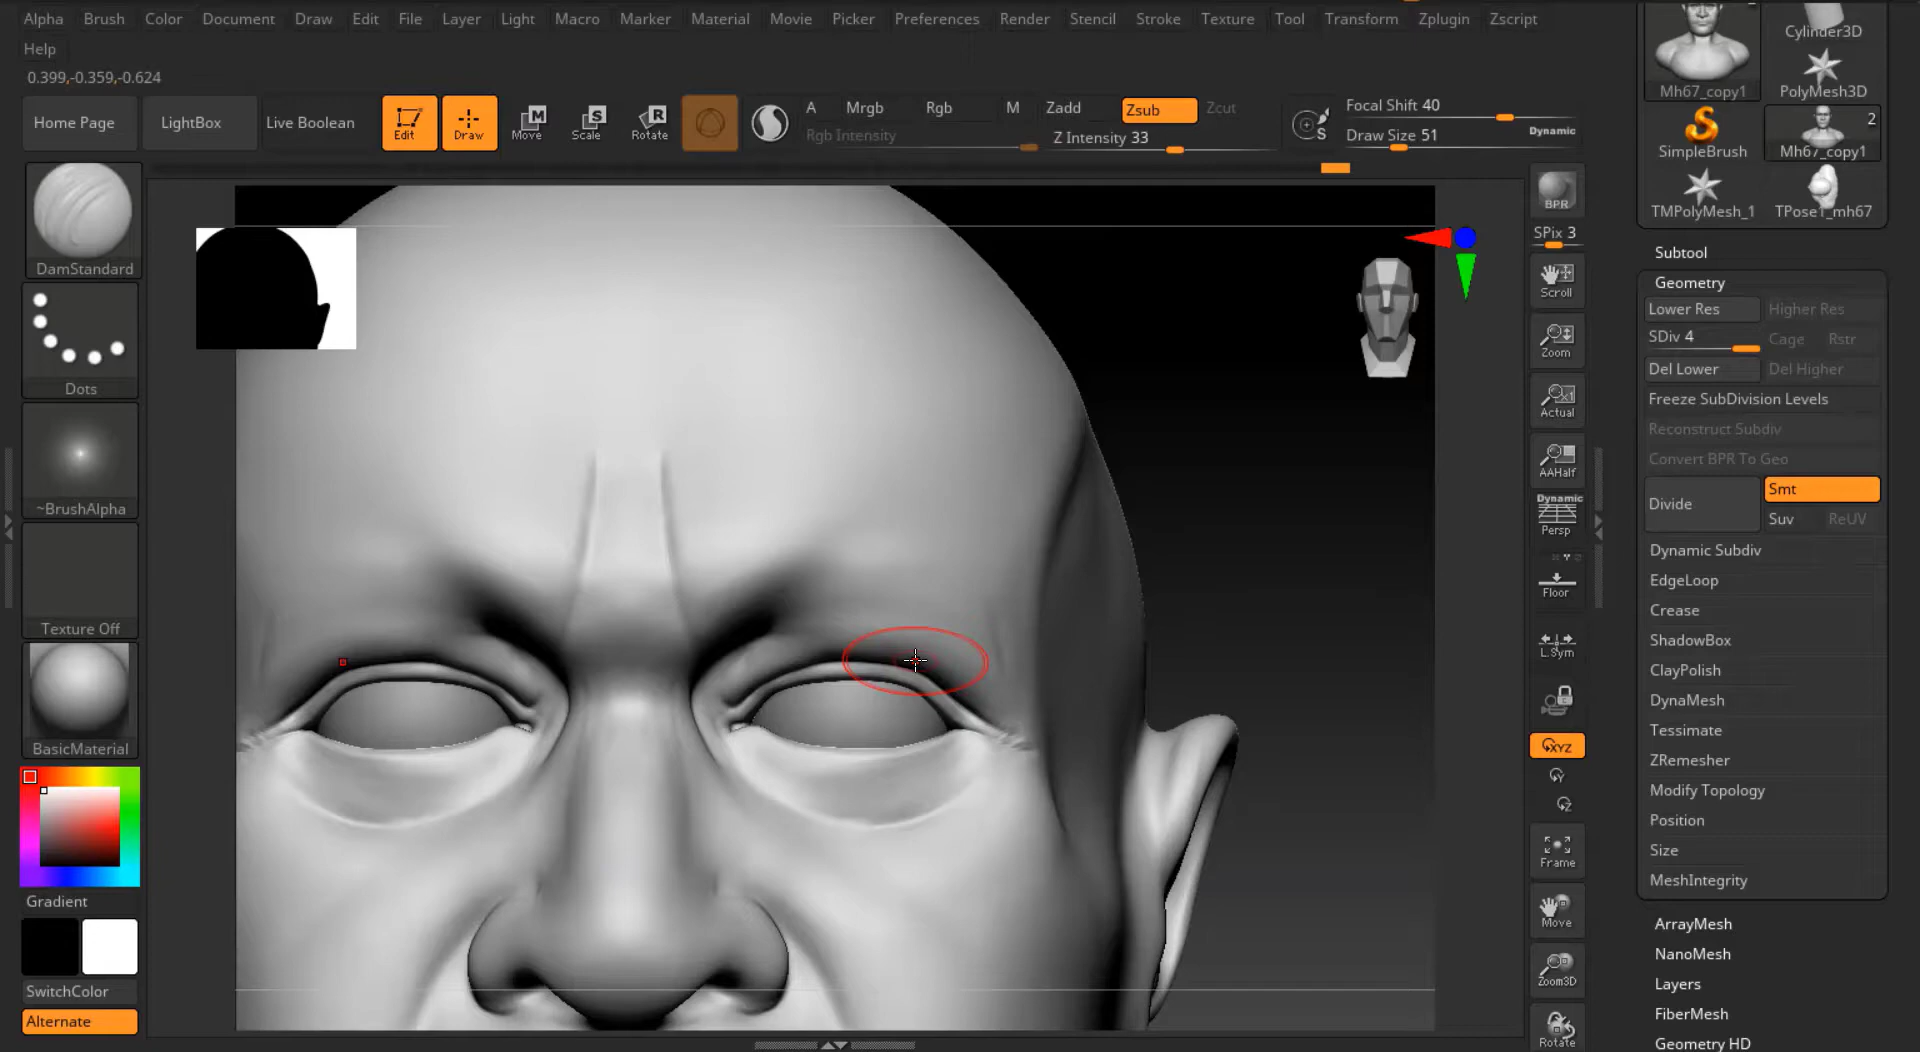 Alpha Brush Color Document Draw Edit File Layer Light Macro Marker Material Movie Picker Preferences Render Stencil Stroke Texture Tool Transform Zplugin Zscript
Help
0.399,-0.359,-0.624
Home Page
LightBox
Live Boolean
Edit
Draw
Move
Scale
Rotate
A
Mrgb
Rgb
M
Rgb Intensity
Zadd
Zsub
Zcut
Z Intensity 33
Focal Shift 40
Draw Size 51
Dynamic
DamStandard
Dots
~BrushAlpha
Texture Off
BasicMaterial
Gradient
SwitchColor
Alternate
BPR
SPix 3
Scroll
Zoom
Actual
AAHalf
Dynamic
Persp
Floor
L.Sym
XYZ
Y
Z
Frame
Move
Zoom3D
Rotate
Mh67_copy1
Cylinder3D
PolyMesh3D
SimpleBrush
2
Mh67_copy1
TMPolyMesh_1
TPose1_mh67
Subtool
Geometry
Lower Res
Higher Res
SDiv 4
Cage
Rstr
Del Lower
Del Higher
Freeze SubDivision Levels
Reconstruct Subdiv
Convert BPR To Geo
Divide
Smt
Suv
ReUV
Dynamic Subdiv
EdgeLoop
Crease
ShadowBox
ClayPolish
DynaMesh
Tessimate
ZRemesher
Modify Topology
Position
Size
MeshIntegrity
ArrayMesh
NanoMesh
Layers
FiberMesh
Geometry HD